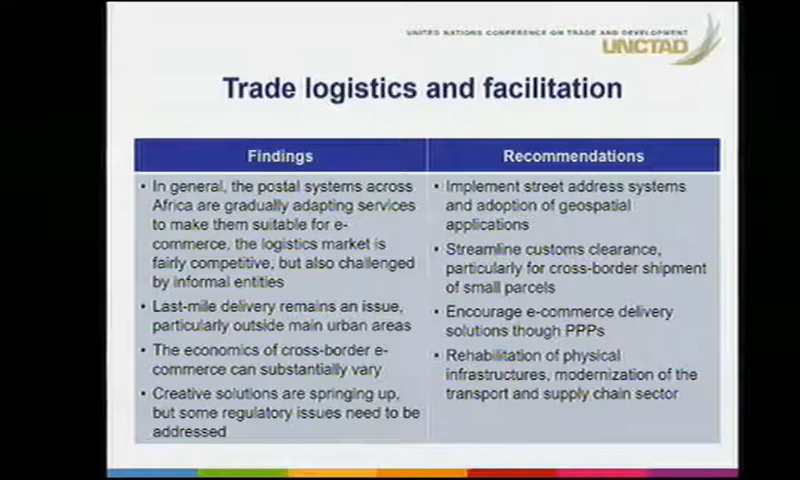 UNITED NATIONS CONFERENCE ON TRADE AND DEVELOPMENT
UNCTAD
Trade logistics and facilitation
Findings
• In general, the postal systems across
Africa are gradually adapting services
to make them suitable for e-
commerce, the logistics market is
fairly competitive, but also challenged
by informal entities
• Last-mile delivery remains an issue,
particularly outside main urban areas
• The economics of cross-border e-
commerce can substantially vary
• Creative solutions are springing up,
but some regulatory issues need to be
addressed
Recommendations
• Implement street address systems
and adoption of geospatial
applications
• Streamline customs clearance,
particularly for cross-border shipment
of small parcels
• Encourage e-commerce delivery
solutions though PPPs
• Rehabilitation of physical
infrastructures, modernization of the
transport and supply chain sector